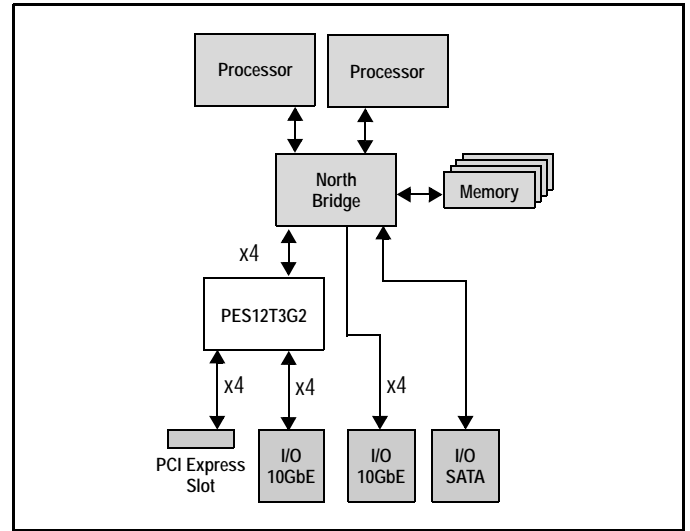 Processor
Processor
North
Bridge
Memory
x4
PES12T3G2
x4
x4
x4
PCI Express
Slot
I/O
10GbE
I/O
10GbE
I/O
SATA